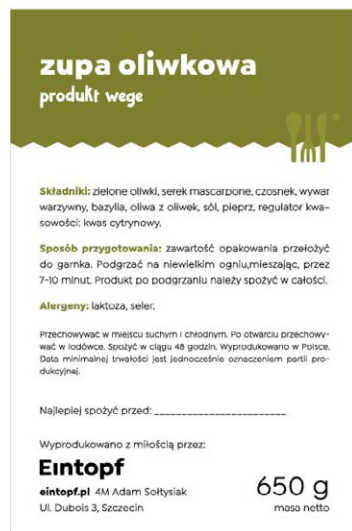 zupa oliwkowa
produkt wege
Składniki: zielone oliwki, serek mascarpone, czosnek, wywar
warzywny, bazylia, oliwa z oliwek, sól, pieprz, regulator kwa-
sowości: kwas cytrynowy.
Sposób przygotowania: zawartość opakowania przełożyć
do garnka. Podgrzać na niewielkim ogniu,mieszając, przez
7-10 minut. Produkt po podgrzaniu należy spożyć w całości.
Alergeny: laktoza, seler.
Przechowywać w miejscu suchym i chłodnym. Po otwarciu przechowy-
wać w lodówce. Spożyć w ciągu 48 godzin. Wyprodukowano w Polsce.
Data minimalnej trwałości jest jednocześnie oznaczeniem partii pro-
dukcyjnej.
Najlepiej spożyć przed: ________________________
Wyprodukowano z miłością przez:
Eintopf
eintopf.pl 4M Adam Sołtysiak
Ul. Dubois 3, Szczecin
650 g
masa netto